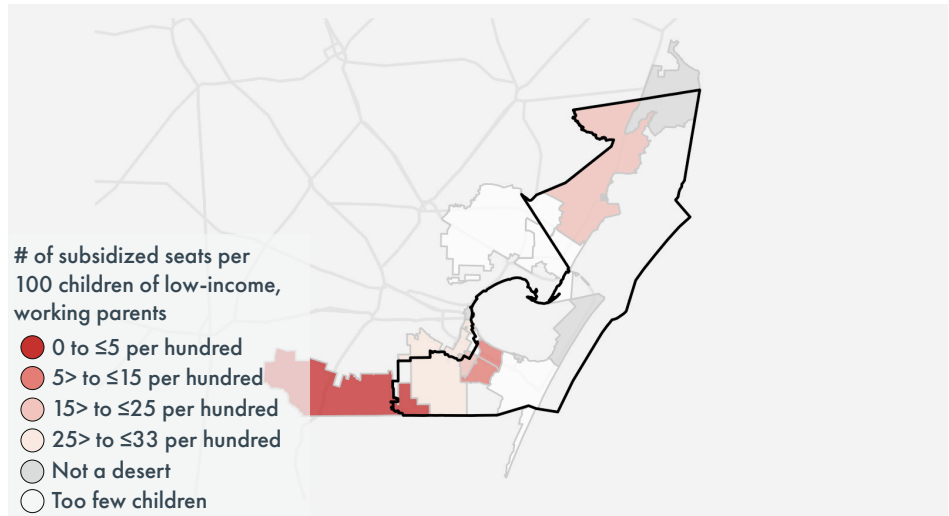 # of subsidized seats per
100 children of low-income,
working parents
0 to ≤5 per hundred
5> to ≤15 per hundred
15> to ≤25 per hundred
25> to ≤33 per hundred
Not a desert
Too few children